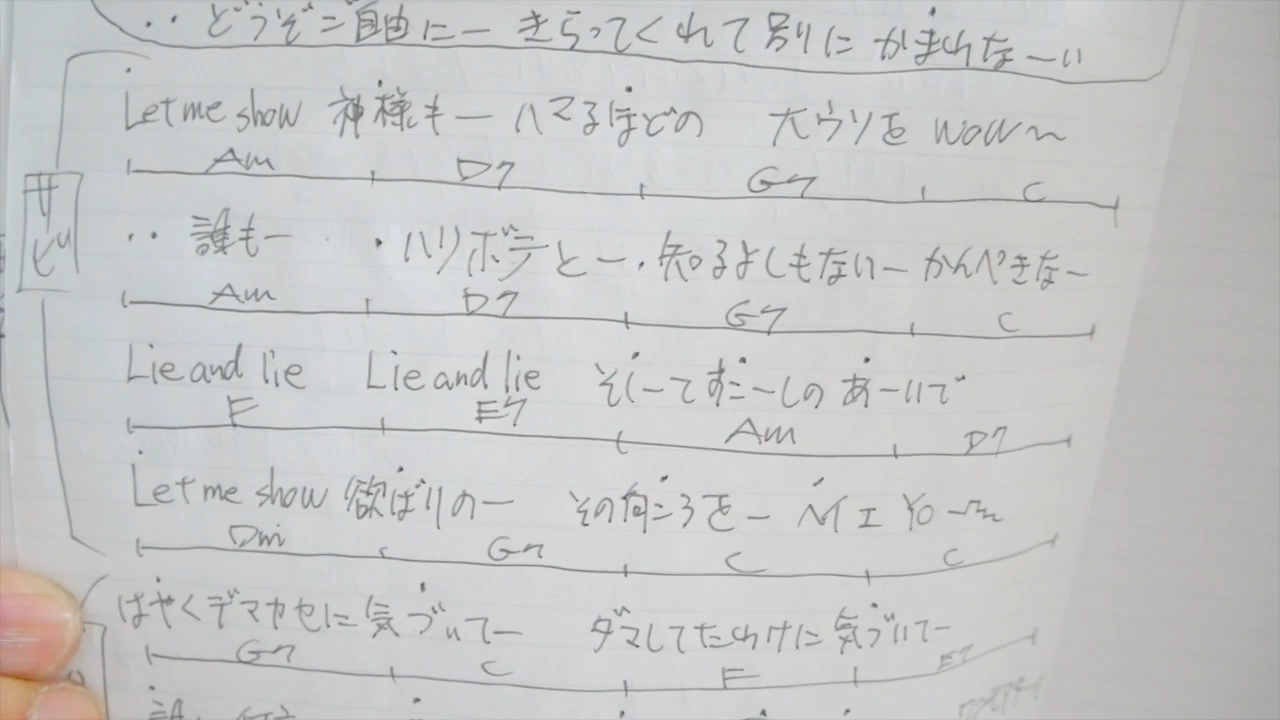 ‥どうぞご自由にー きらってくれて別に かまわなーい
Let me show 神様もー ハマるほどの 大ウソを wow〜
Am D7 G7 C
サビ
‥誰もー ・ハリボテとー・知るよしもないー かんぺきなー
Am D7 G7 C
Lie and lie Lie and lie そしーてすこーしの あーいで
F E7 Am D7
Let me show 欲ばりのー その向こうをー ヘイエ Yo〜
Dm G7 C C
はやくデマカセに気づいてー ダマしてたわけに気づいてー
G7 C F E7